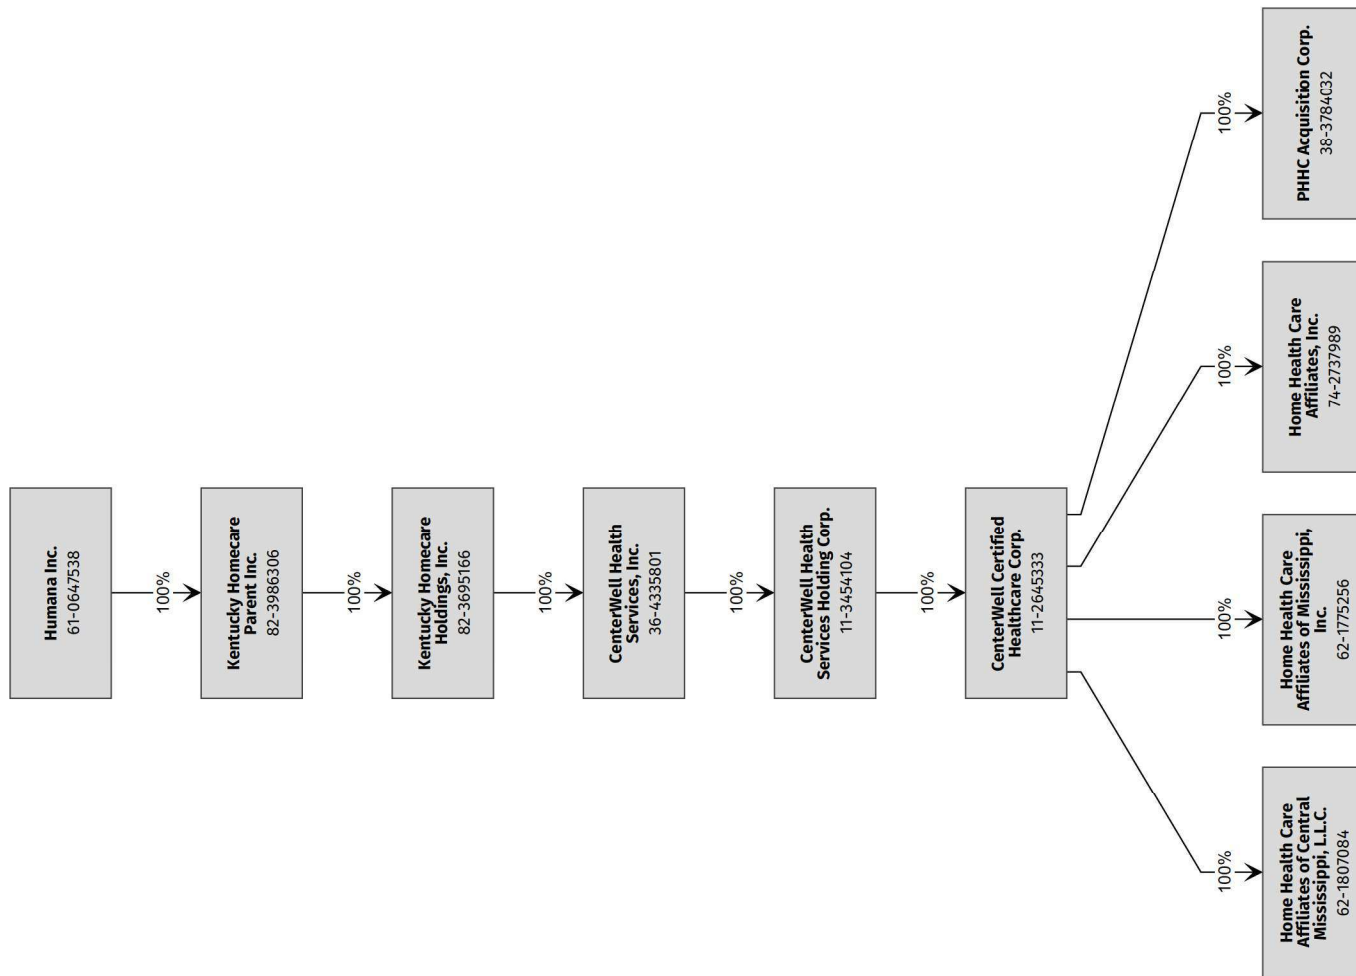 Humana Inc.
61-0647538
100%
Kentucky Homecare
Parent Inc.
82-3986306
100%
Kentucky Homecare
Holdings, Inc.
82-3695166
100%
CenterWell Health
Services, Inc.
36-4335801
100%
CenterWell Health
Services Holding Corp.
11-3454104
100%
CenterWell Certified
Healthcare Corp.
11-2645333
100%
100%
100%
100%
Home Health Care
Affiliates of Central
Mississippi, L.L.C.
62-1807084
Home Health Care
Affiliates of Mississippi,
Inc.
62-1775256
Home Health Care
Affiliates, Inc.
74-2737989
PHHC Acquisition Corp.
38-3784032